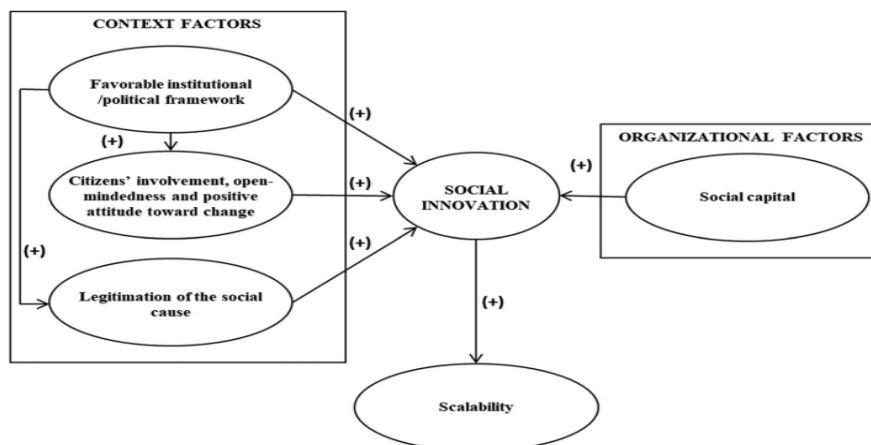 CONTEXT FACTORS
Favorable institutional
/political framework
(+)
(+)
Citizens’ involvement, open-
mindedness and positive
attitude toward change
(+)
(+)
Legitimation of the social
cause
(+)
SOCIAL
INNOVATION
ORGANIZATIONAL FACTORS
(+)
Social capital
(+)
Scalability